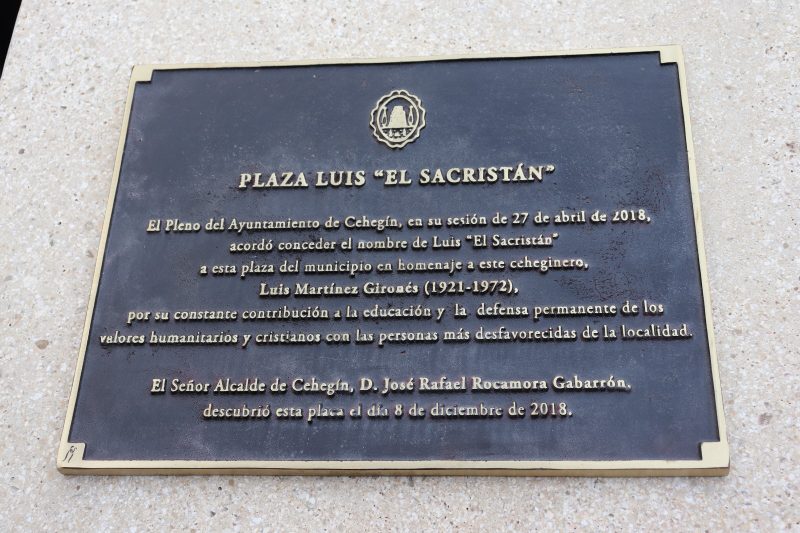 PLAZA LUIS "EL SACRISTÁN"
El Pleno del Ayuntamiento de Cehegín, en su sesión de 27 de abril de 2018,
acordó conceder el nombre de Luis "El Sacristán"
a esta plaza del municipio en homenaje a este ceheginero,
Luis Martínez Gironés (1921-1972),
por su constante contribución a la educación y la defensa permanente de los
valores humanitarios y cristianos con las personas más desfavorecidas de la localidad.
El Señor Alcalde de Cehegín, D. José Rafael Rocamora Gabarrón,
descubrió esta placa el día 8 de diciembre de 2018.